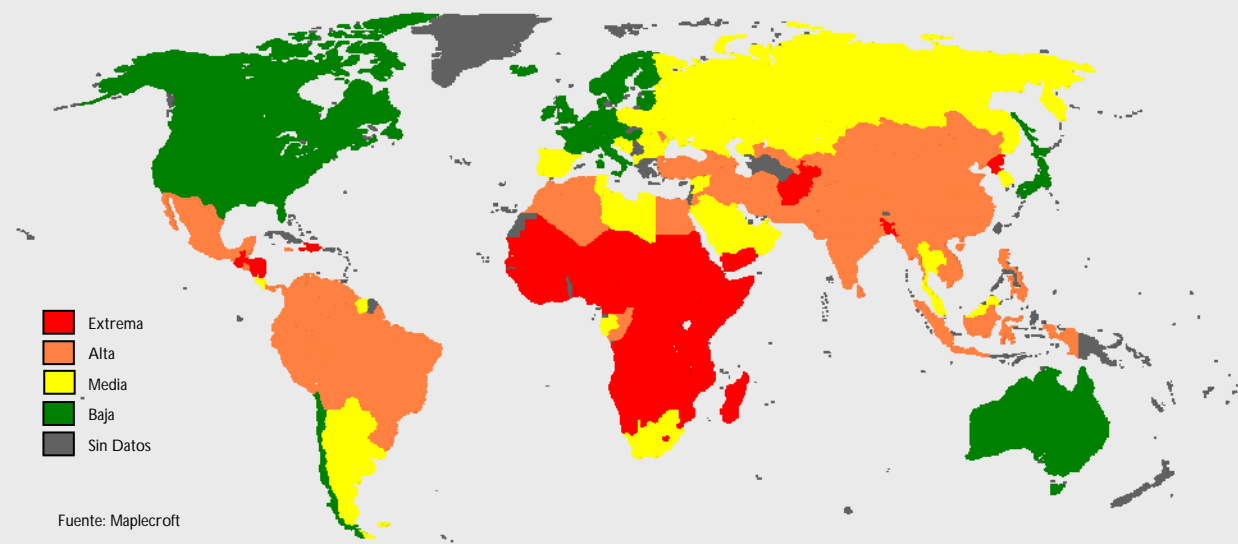 Extrema
Alta
Media
Baja
Sin Datos
Fuente: Maplecroft